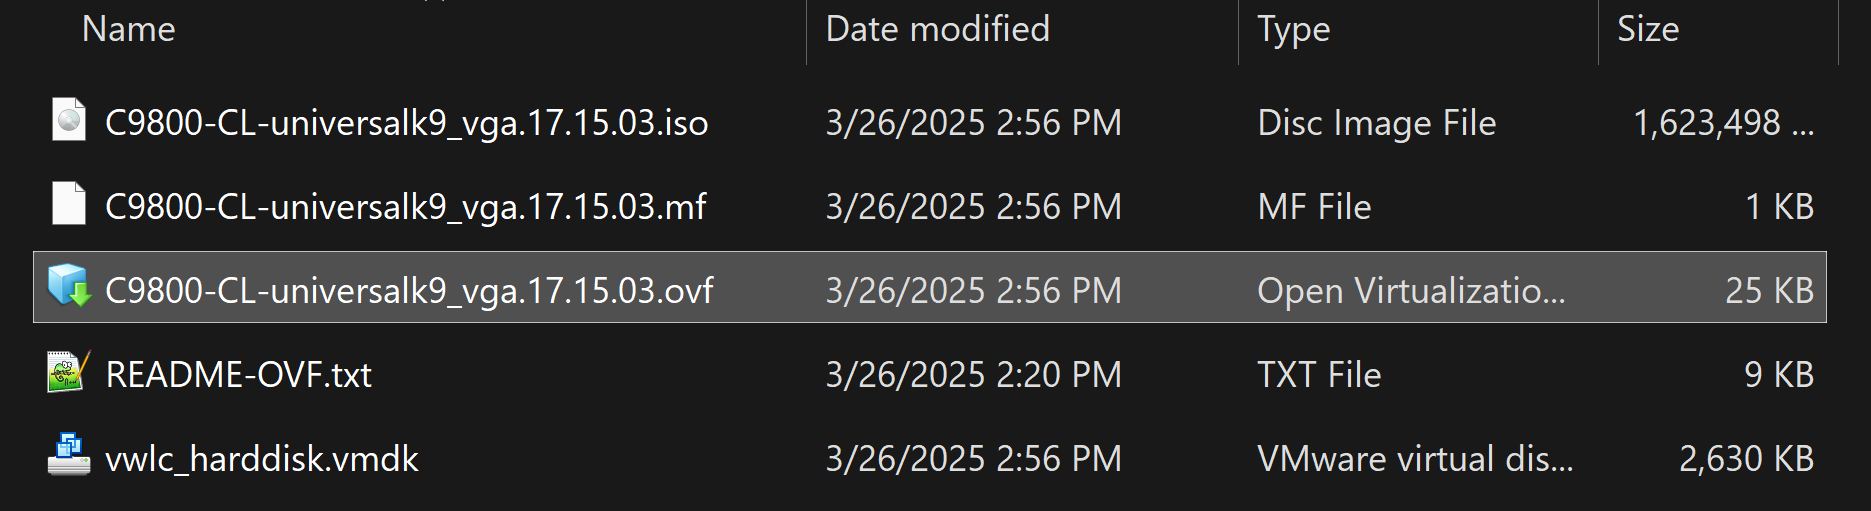 Name Date modified Type Size
C9800-CL-universalk9_vga.17.15.03.iso 3/26/2025 2:56 PM Disc Image File 1,623,498 ...
C9800-CL-universalk9_vga.17.15.03.mf 3/26/2025 2:56 PM MF File 1 KB
C9800-CL-universalk9_vga.17.15.03.ovf 3/26/2025 2:56 PM Open Virtualizatio... 25 KB
README-OVF.txt 3/26/2025 2:20 PM TXT File 9 KB
vwlc_harddisk.vmdk 3/26/2025 2:56 PM VMware virtual dis... 2,630 KB